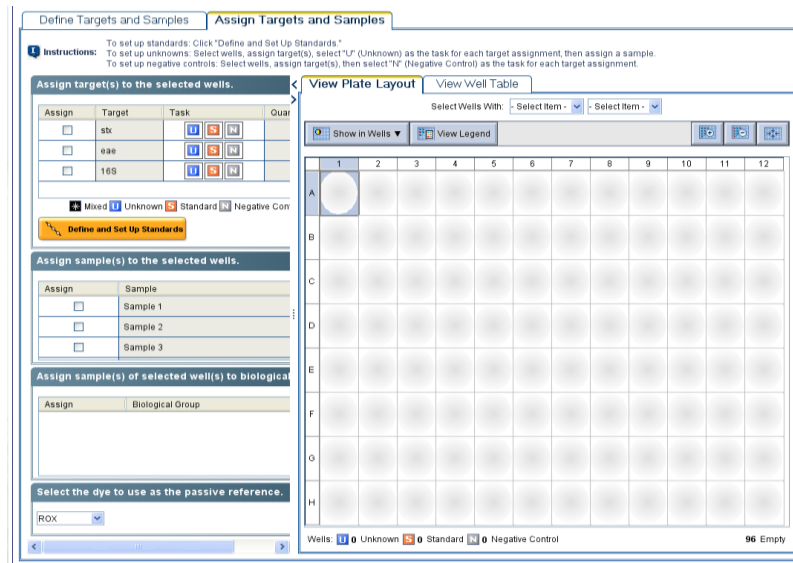 Define Targets and Samples
Assign Targets and Samples
Instructions:
To set up standards: Click "Define and Set Up Standards."
To set up unknowns: Select wells, assign target(s), select "U" (Unknown) as the task for each target assignment, then assign a sample.
To set up negative controls: Select wells, assign target(s), then select "N" (Negative Control) as the task for each target assignment.
Assign target(s) to the selected wells.
Assign Target Task Quan
stx U S N
eae U S N
16S U S N
Mixed U Unknown S Standard N Negative Con
Define and Set Up Standards
Assign sample(s) to the selected wells.
Assign Sample
Sample 1
Sample 2
Sample 3
Assign sample(s) of selected well(s) to biological
Assign Biological Group
Select the dye to use as the passive reference.
ROX
View Plate Layout
View Well Table
Select Wells With: - Select Item - - Select Item -
Show in Wells ▼ View Legend
1 2 3 4 5 6 7 8 9 10 11 12
A
B
C
D
E
F
G
H
Wells: U 0 Unknown S 0 Standard N 0 Negative Control 96 Empty